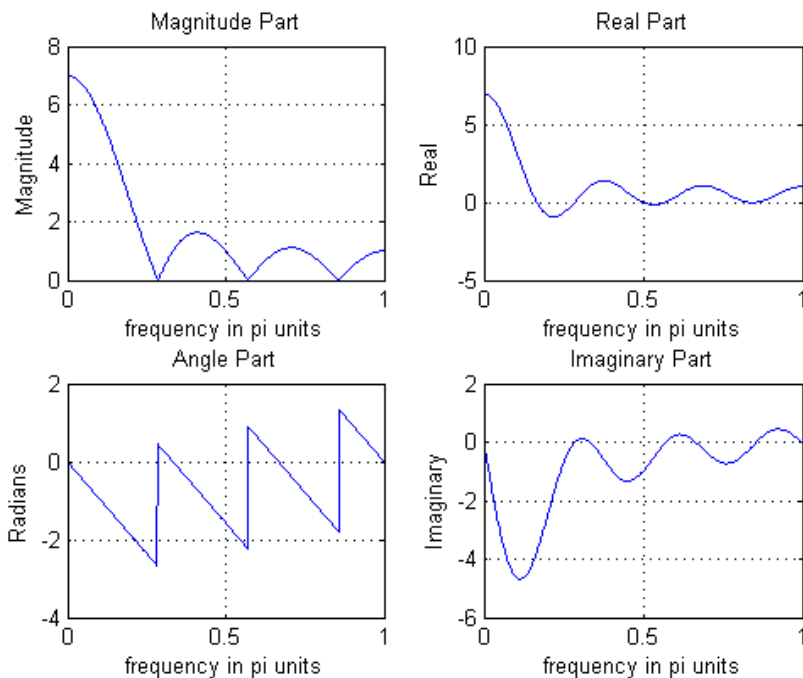 Magnitude Part
Magnitude
8
6
4
2
0
0
0.5
1
frequency in pi units
Real Part
Real
10
5
0
-5
0
0.5
1
frequency in pi units
Angle Part
Radians
2
0
-2
-4
0
0.5
1
frequency in pi units
Imaginary Part
Imaginary
2
0
-2
-4
-6
0
0.5
1
frequency in pi units